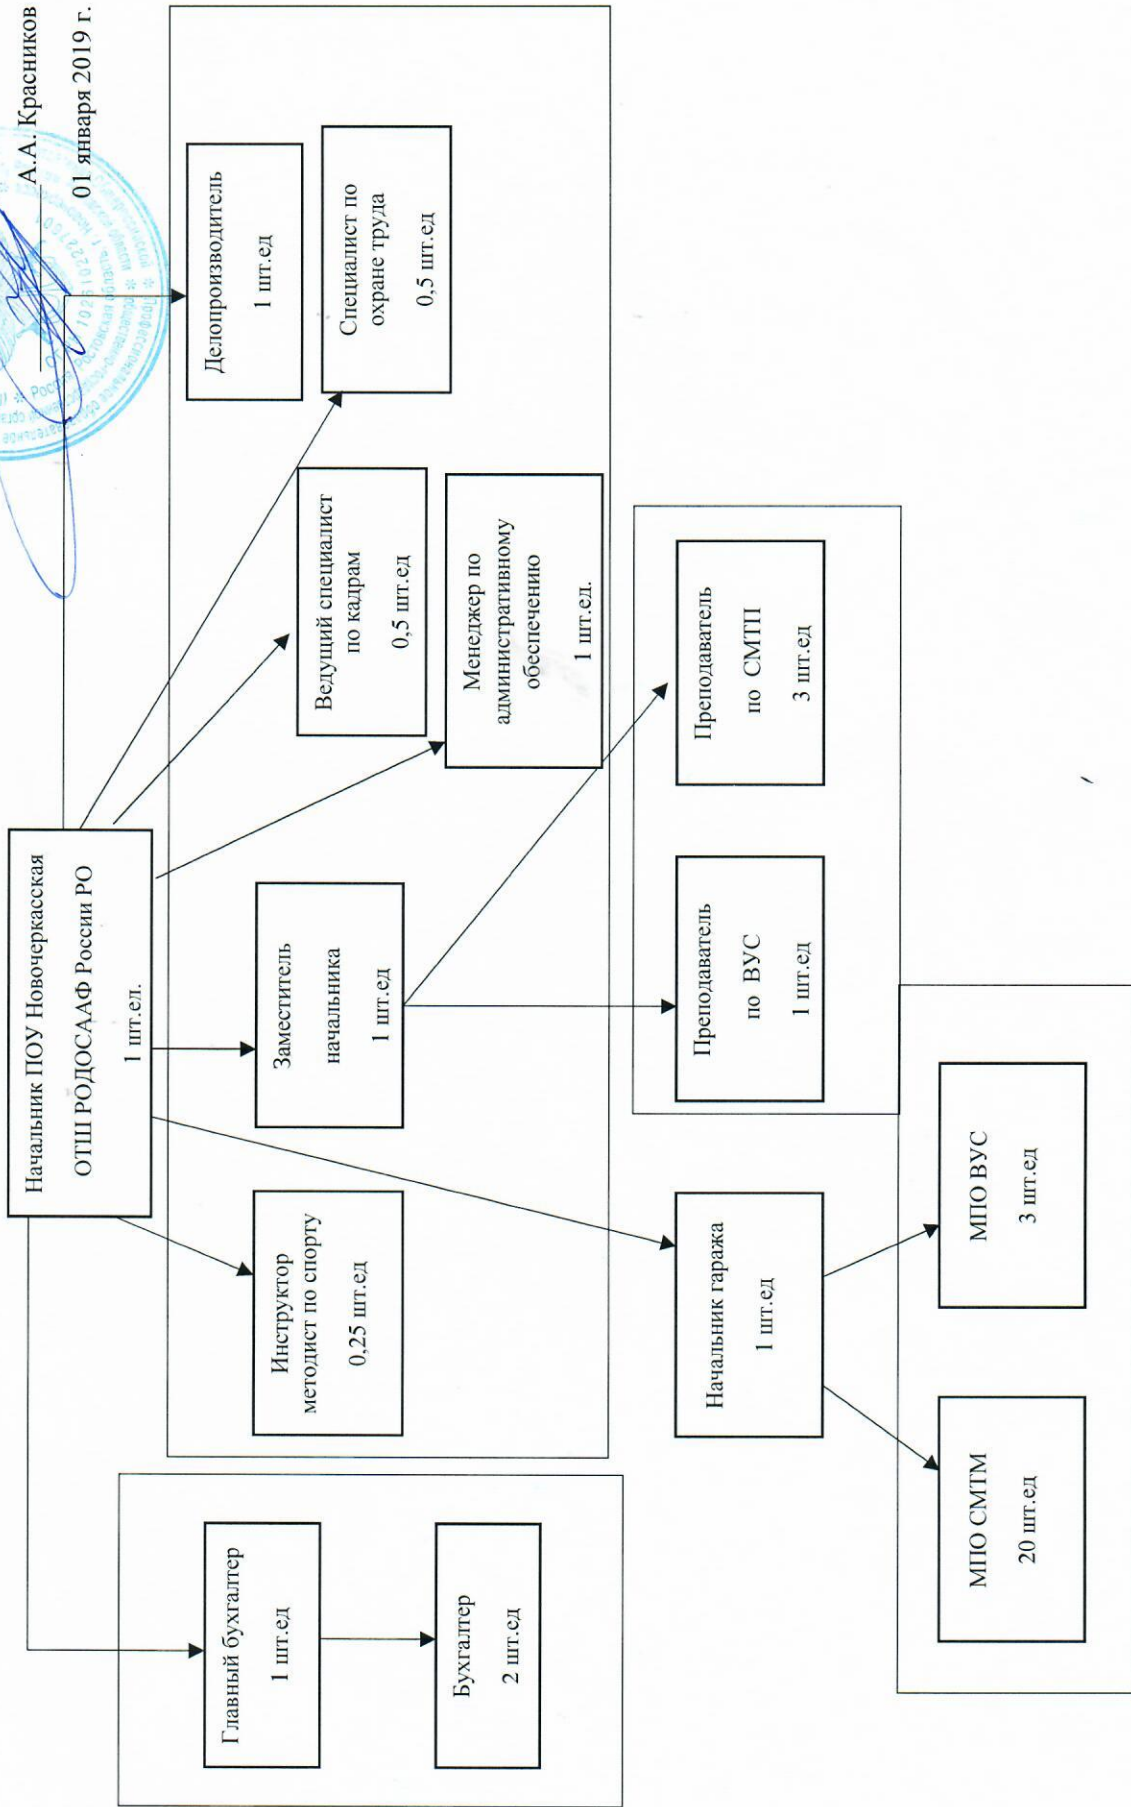 А.А. Красников
01 января 2019 г.
Начальник ПОУ Новочеркасская
ОТШ РОДОСААФ России РО
1 шт.ед.
Главный бухгалтер
1 шт.ед
Бухгалтер
2 шт.ед
Инструктор
методист по спорту
0,25 шт.ед
Заместитель
начальника
1 шт.ед
Ведущий специалист
по кадрам
0,5 шт.ед
Менеджер по
административному
обеспечению
1 шт.ед.
Делопроизводитель
1 шт.ед
Специалист по
охране труда
0,5 шт.ед
Начальник гаража
1 шт.ед
Преподаватель
по ВУС
1 шт.ед
Преподаватель
по СМТП
3 шт.ед
МПО СМТМ
20 шт.ед
МПО ВУС
3 шт.ед